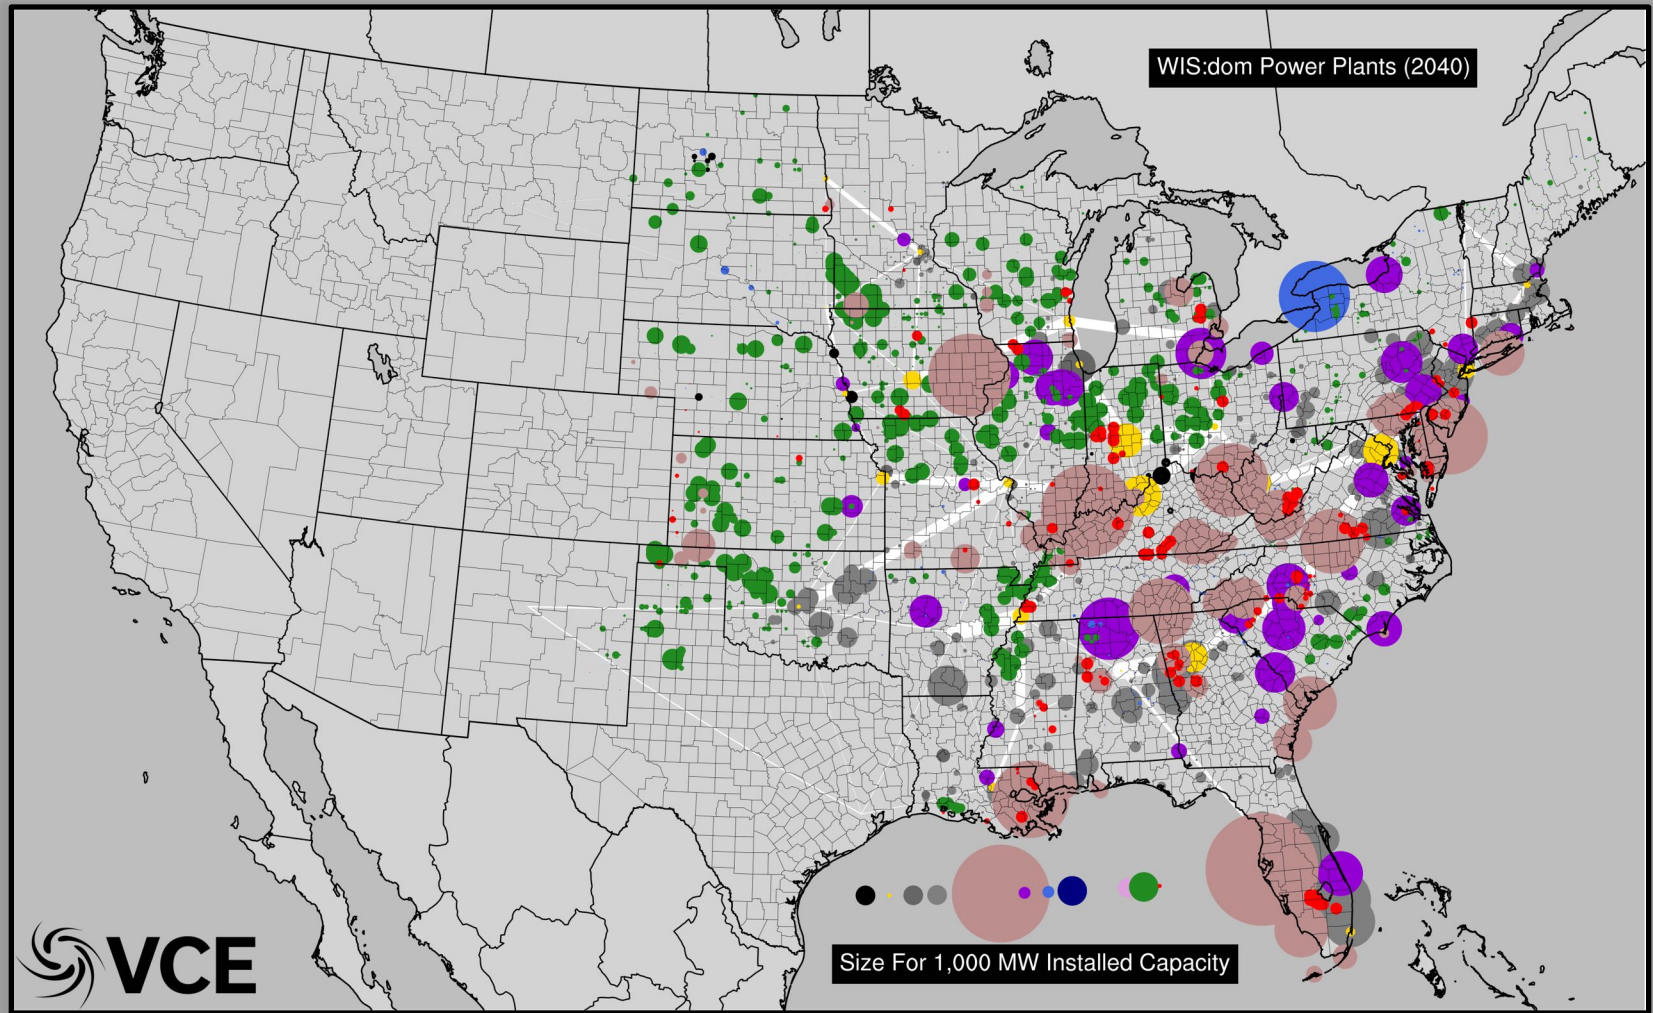 WIS:dom Power Plants (2040)
Size For 1,000 MW Installed Capacity
VCE